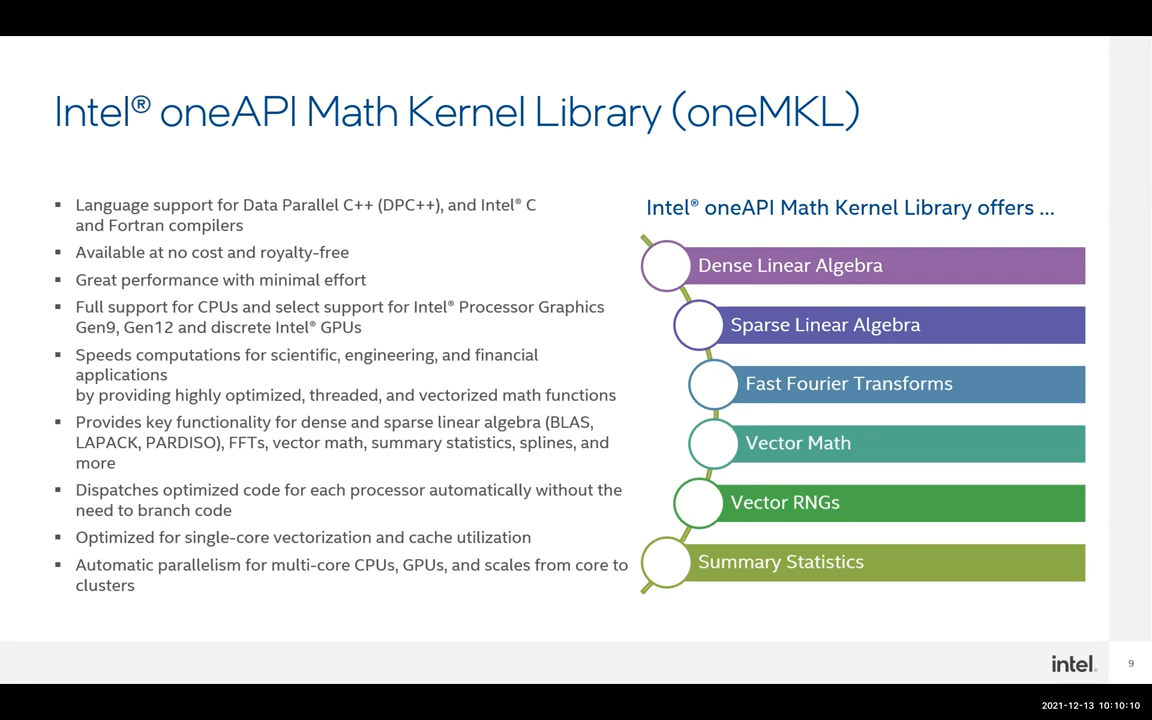 Intel® oneAPI Math Kernel Library (oneMKL)
▪ Language support for Data Parallel C++ (DPC++), and Intel® C
and Fortran compilers
▪ Available at no cost and royalty-free
▪ Great performance with minimal effort
▪ Full support for CPUs and select support for Intel® Processor Graphics
Gen9, Gen12 and discrete Intel® GPUs
▪ Speeds computations for scientific, engineering, and financial
applications
by providing highly optimized, threaded, and vectorized math functions
▪ Provides key functionality for dense and sparse linear algebra (BLAS,
LAPACK, PARDISO), FFTs, vector math, summary statistics, splines, and
more
▪ Dispatches optimized code for each processor automatically without the
need to branch code
▪ Optimized for single-core vectorization and cache utilization
▪ Automatic parallelism for multi-core CPUs, GPUs, and scales from core to
clusters
Intel® oneAPI Math Kernel Library offers ...
Dense Linear Algebra
Sparse Linear Algebra
Fast Fourier Transforms
Vector Math
Vector RNGs
Summary Statistics
intel.
9
2021-12-13 10:10:10